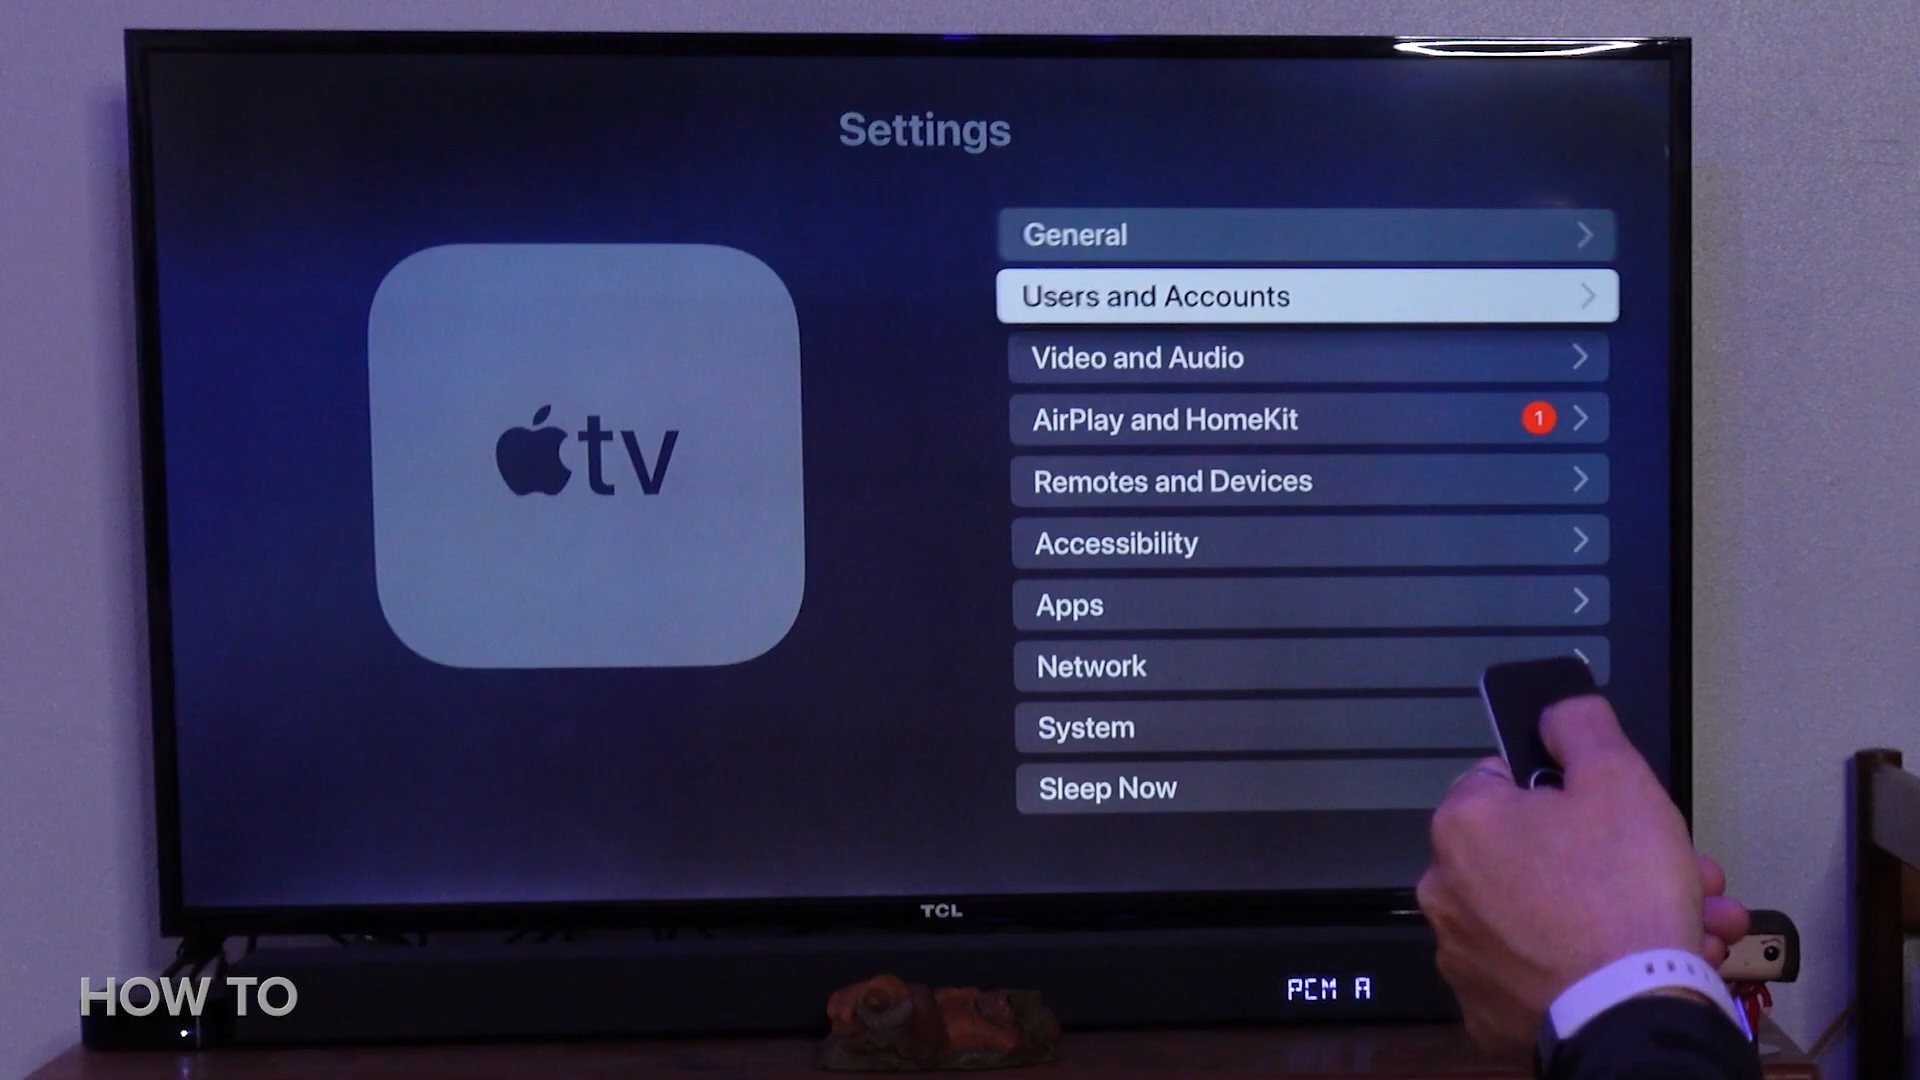 Settings
General
Users and Accounts
Video and Audio
AirPlay and HomeKit 1
Remotes and Devices
Accessibility
Apps
Network
System
Sleep Now
tv
TCL
PCM A
HOW TO